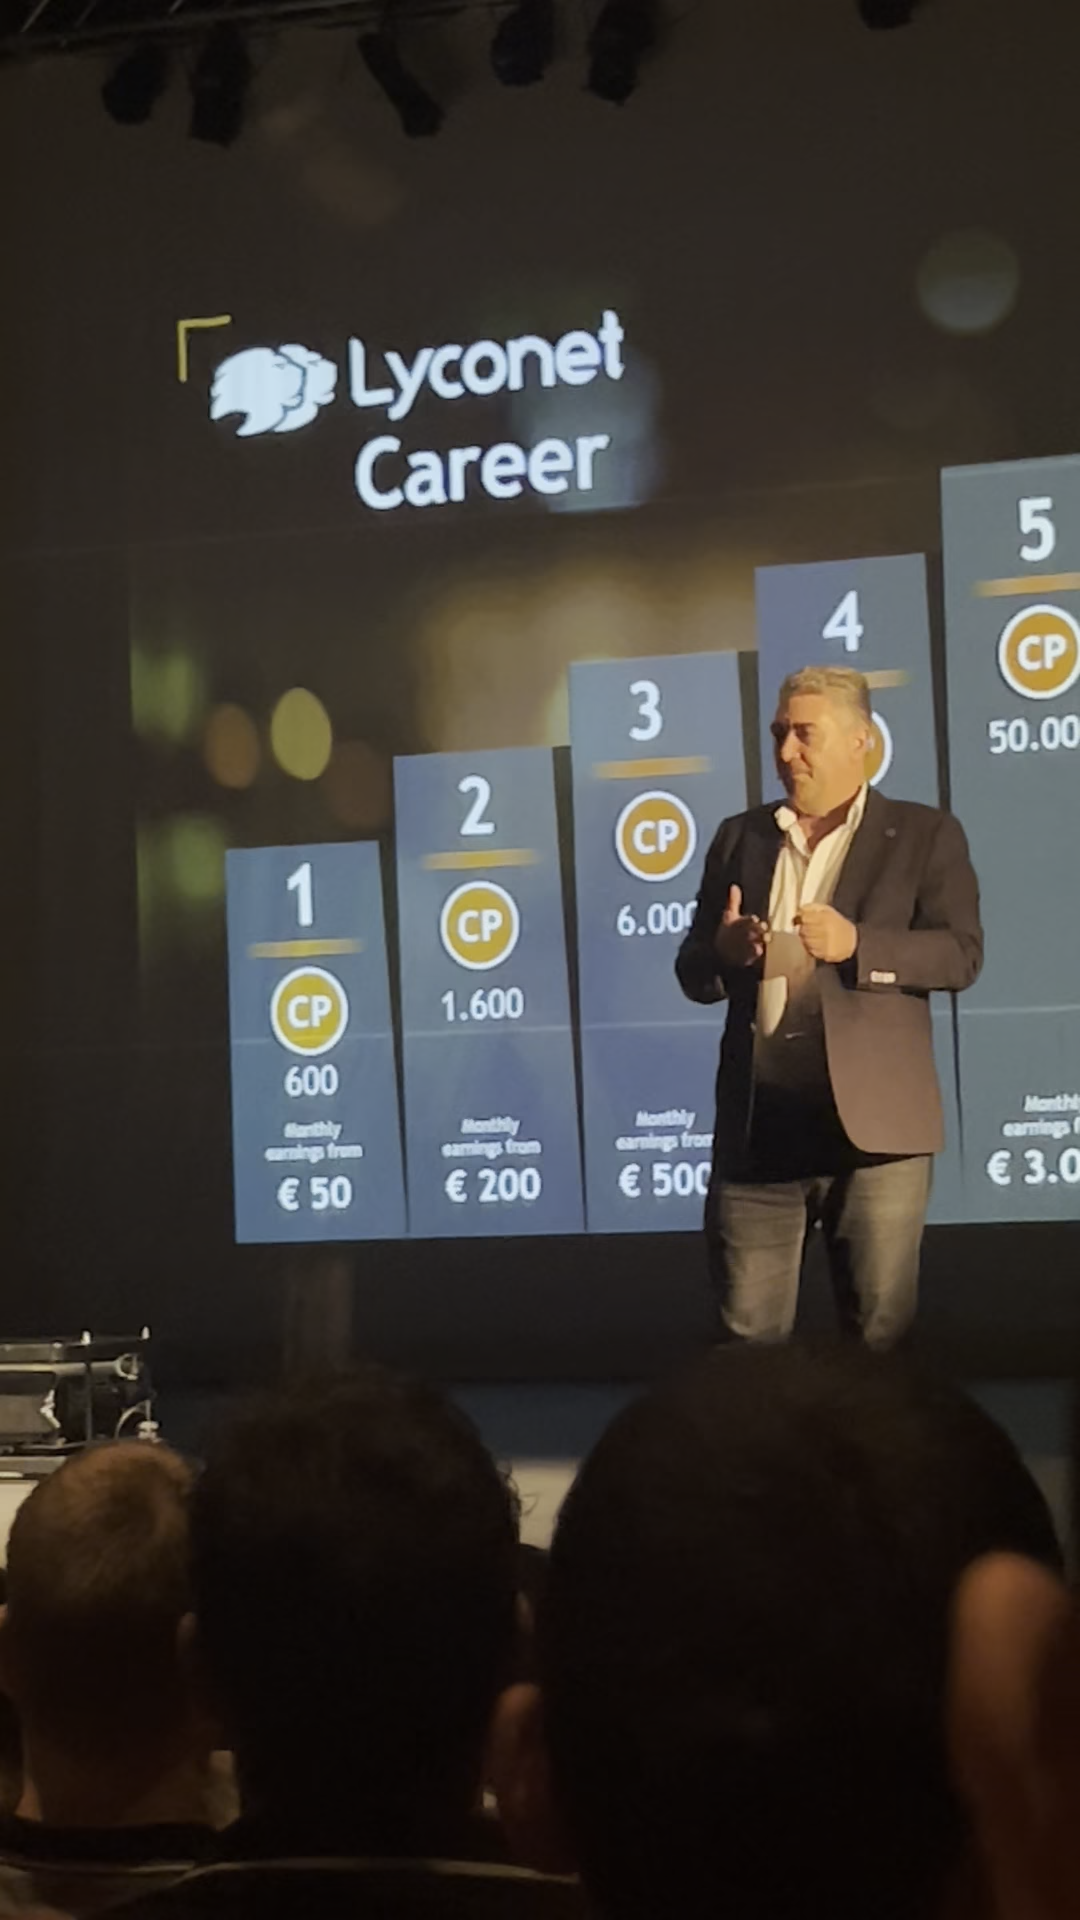 Lyconet
Career
1
CP
600
Monthly
earnings from
€ 50
2
CP
1.600
Monthly
earnings from
€ 200
3
CP
6.000
Monthly
earnings from
€ 500
4
5
CP
50.00
Monthly
earnings f
€ 3.0